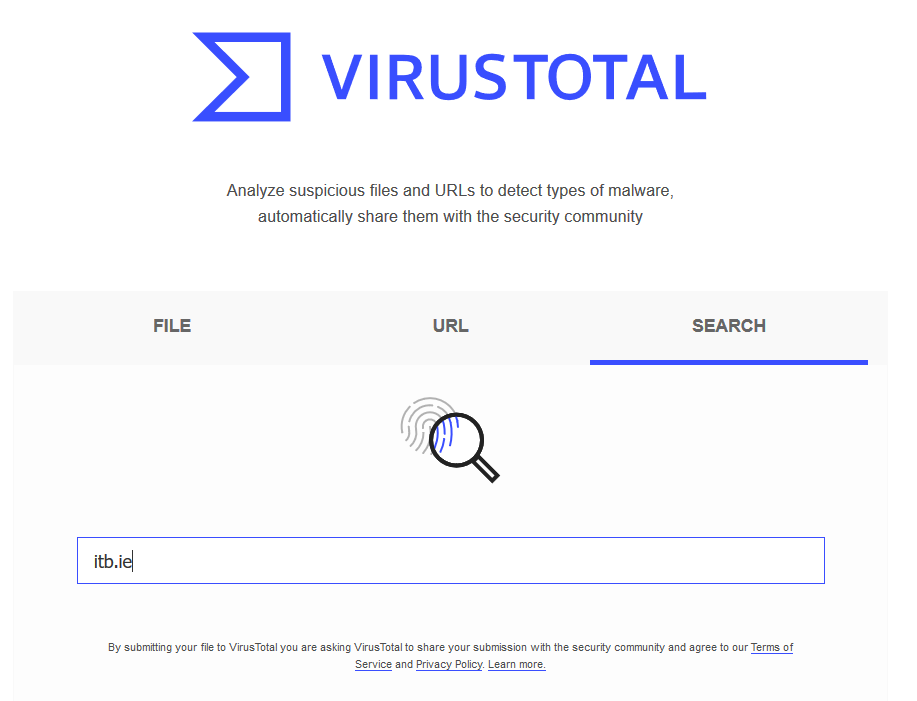 VIRUSTOTAL
Analyze suspicious files and URLs to detect types of malware,
automatically share them with the security community
FILE URL SEARCH
itb.ie
By submitting your file to VirusTotal you are asking VirusTotal to share your submission with the security community and agree to our Terms of
Service and Privacy Policy. Learn more.